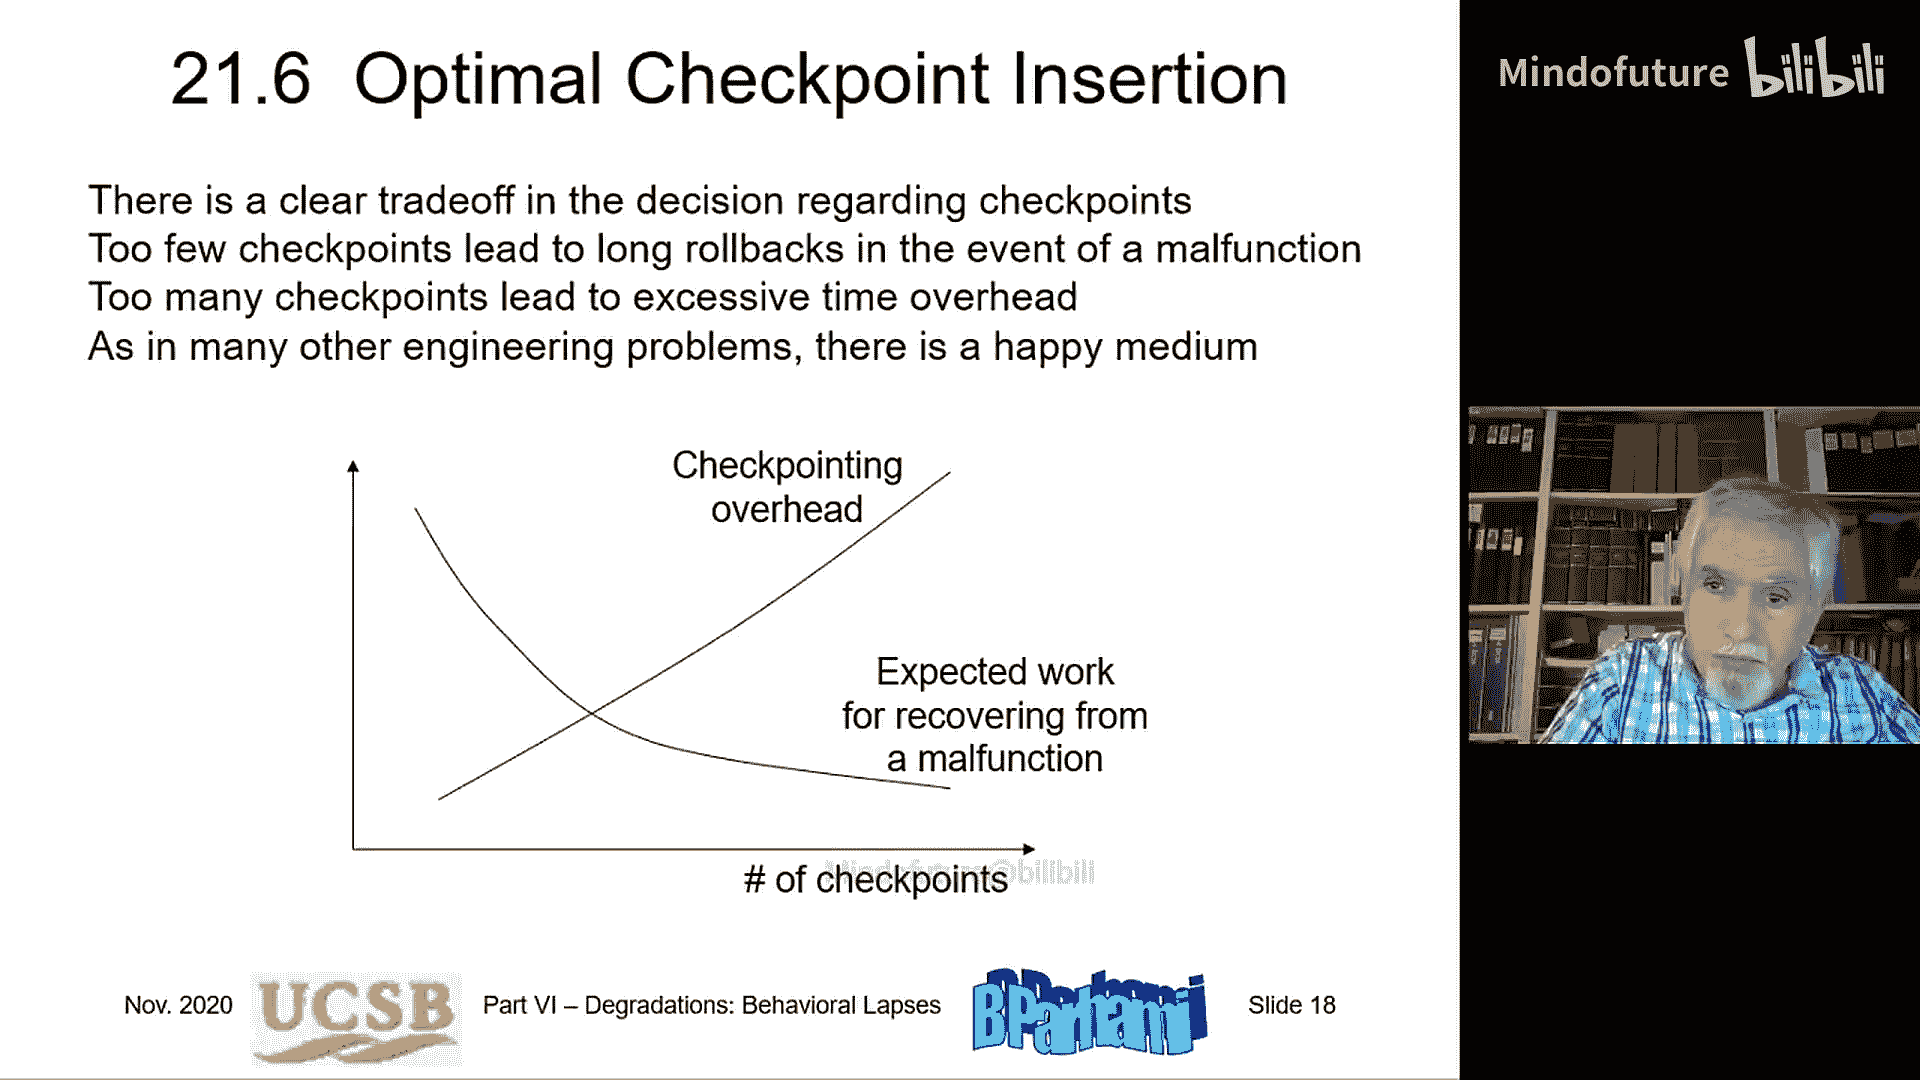 21.6 Optimal Checkpoint Insertion
There is a clear tradeoff in the decision regarding checkpoints
Too few checkpoints lead to long rollbacks in the event of a malfunction
Too many checkpoints lead to excessive time overhead
As in many other engineering problems, there is a happy medium
Checkpointing
overhead
Expected work
for recovering from
a malfunction
# of checkpoints
Mindofuture@bilibili
Nov. 2020
UCSB
Part VI – Degradations: Behavioral Lapses
BParhami
Slide 18
Mindofuture bilibili